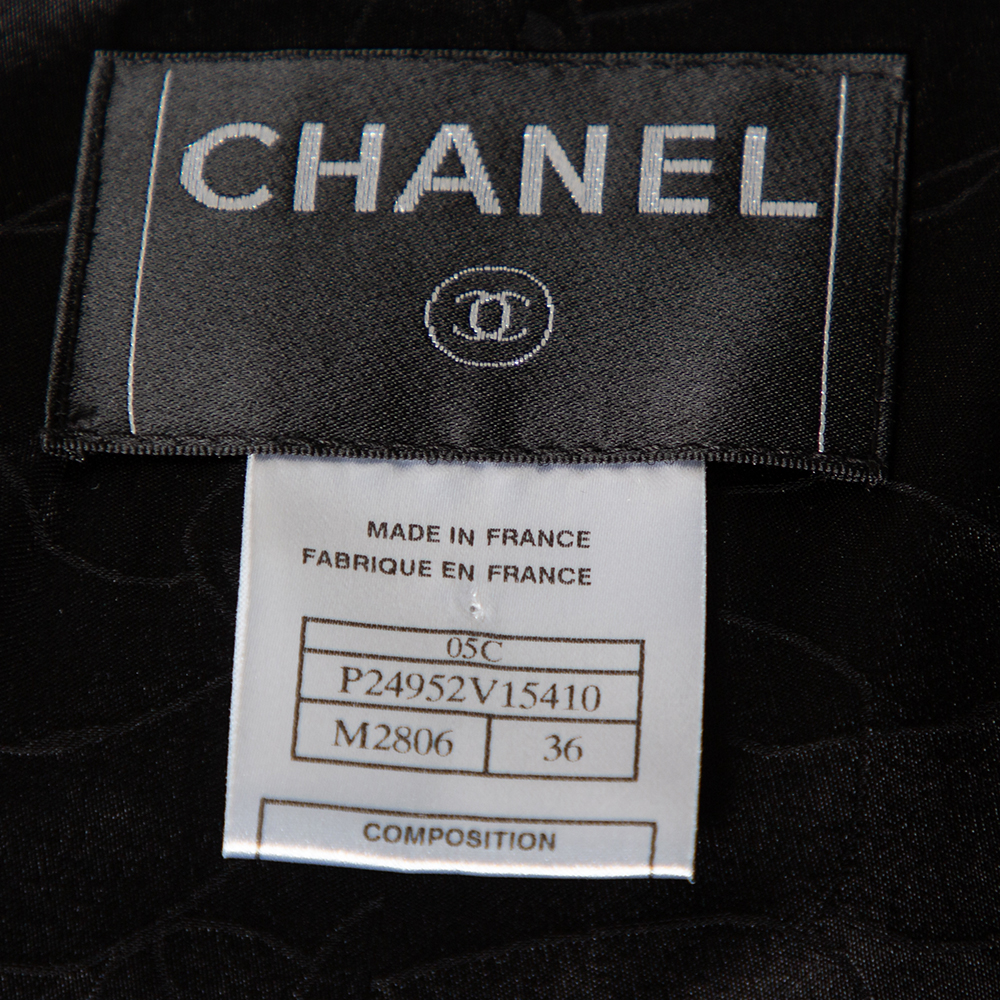 CHANEL
MADE IN FRANCE
FABRIQUE EN FRANCE
05C
P24952V15410
M2806 36
COMPOSITION